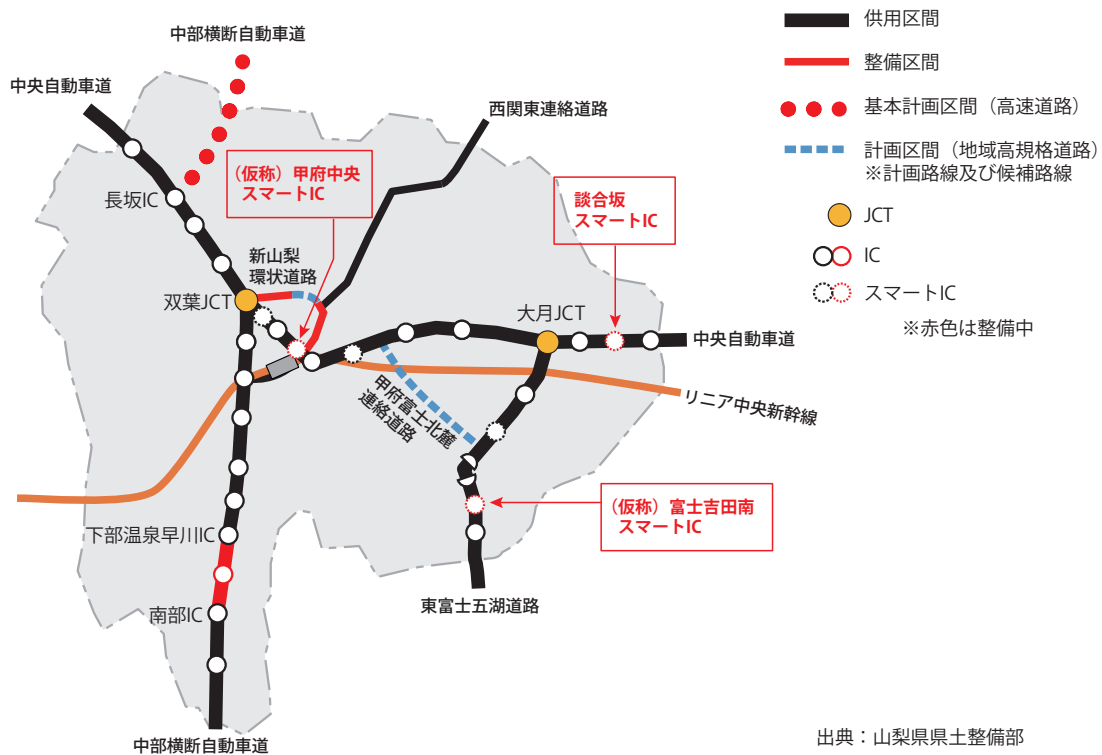 中部横断自動車道
中央自動車道
西関東連絡道路
（仮称）甲府中央
スマートIC
長坂IC
談合坂
スマートIC
新山梨
環状道路
双葉JCT
大月JCT
中央自動車道
リニア中央新幹線
甲府富士北麓
連絡道路
（仮称）富士吉田南
スマートIC
下部温泉早川IC
南部IC
東富士五湖道路
中部横断自動車道
供用区間
整備区間
基本計画区間（高速道路）
計画区間（地域高規格道路）
※計画路線及び候補路線
JCT
IC
スマートIC
※赤色は整備中
出典：山梨県県土整備部